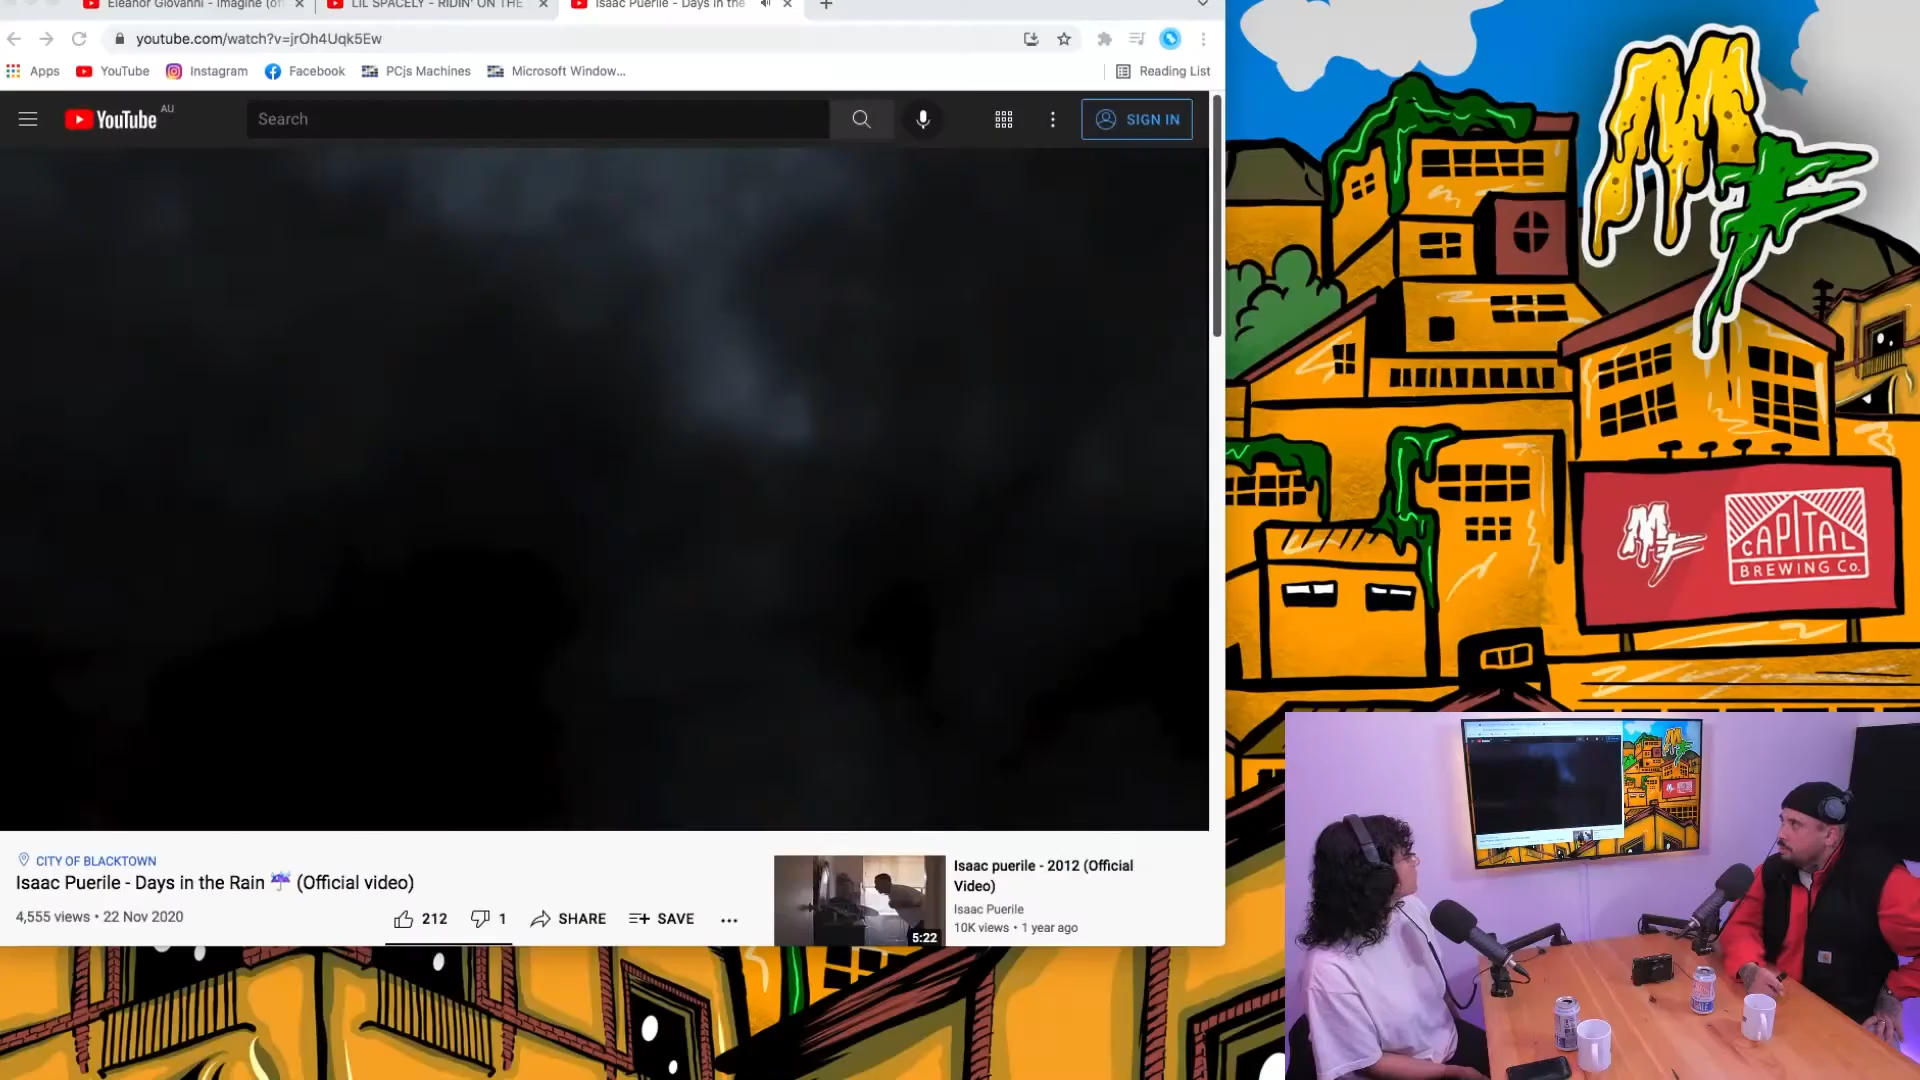 Eleanor Giovanni - Imagine (of
LIL SPACELY - RIDIN' ON THE
Isaac Puerile - Days in the
youtube.com/watch?v=jrOh4Uqk5Ew
Apps
YouTube
Instagram
Facebook
PCjs Machines
Microsoft Window...
Reading List
YouTube AU
Search
SIGN IN
MF
MF
CAPITAL
BREWING Co.
CITY OF BLACKTOWN
Isaac Puerile - Days in the Rain ☔ (Official video)
4,555 views • 22 Nov 2020
212
1
SHARE
SAVE
5:22
Isaac puerile - 2012 (Official
Video)
Isaac Puerile
10K views • 1 year ago